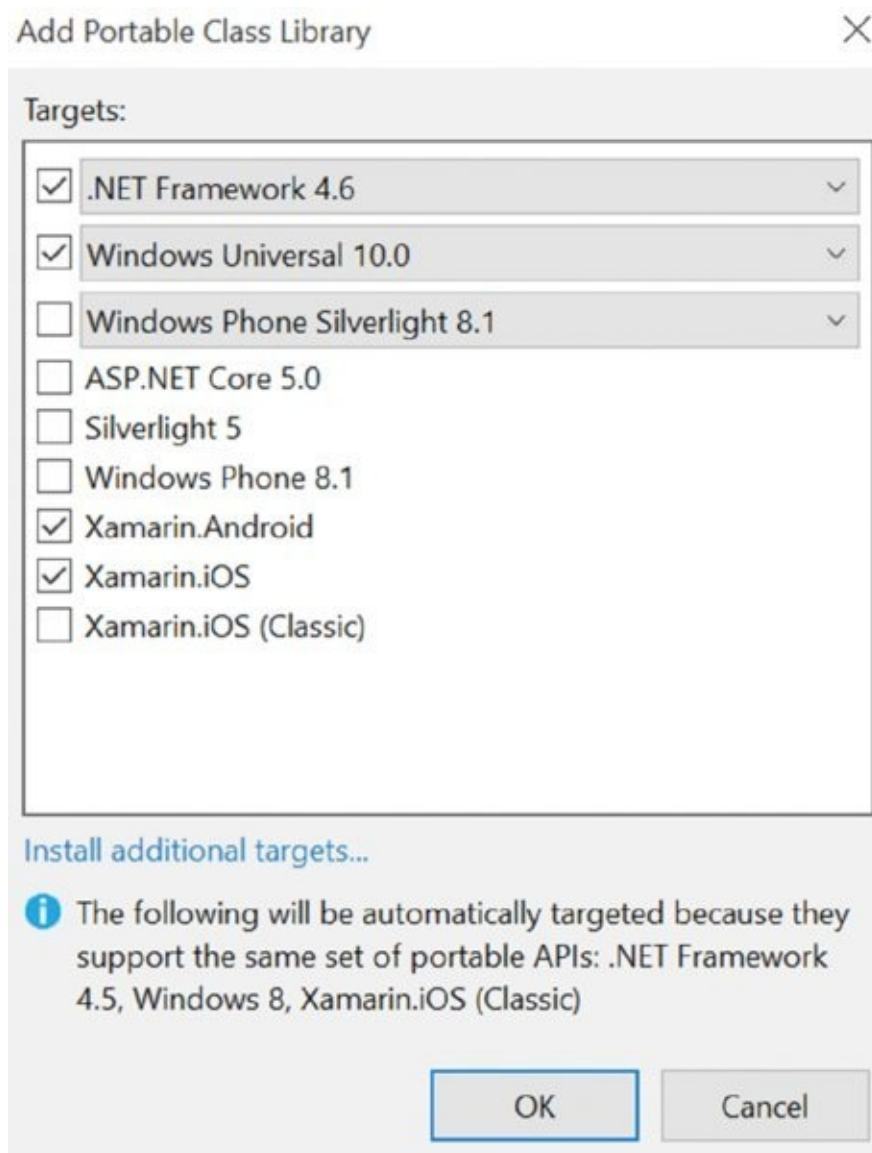 Add Portable Class Library
Targets:
.NET Framework 4.6
Windows Universal 10.0
Windows Phone Silverlight 8.1
ASP.NET Core 5.0
Silverlight 5
Windows Phone 8.1
Xamarin.Android
Xamarin.iOS
Xamarin.iOS (Classic)
Install additional targets...
The following will be automatically targeted because they
support the same set of portable APIs: .NET Framework
4.5, Windows 8, Xamarin.iOS (Classic)
OK
Cancel